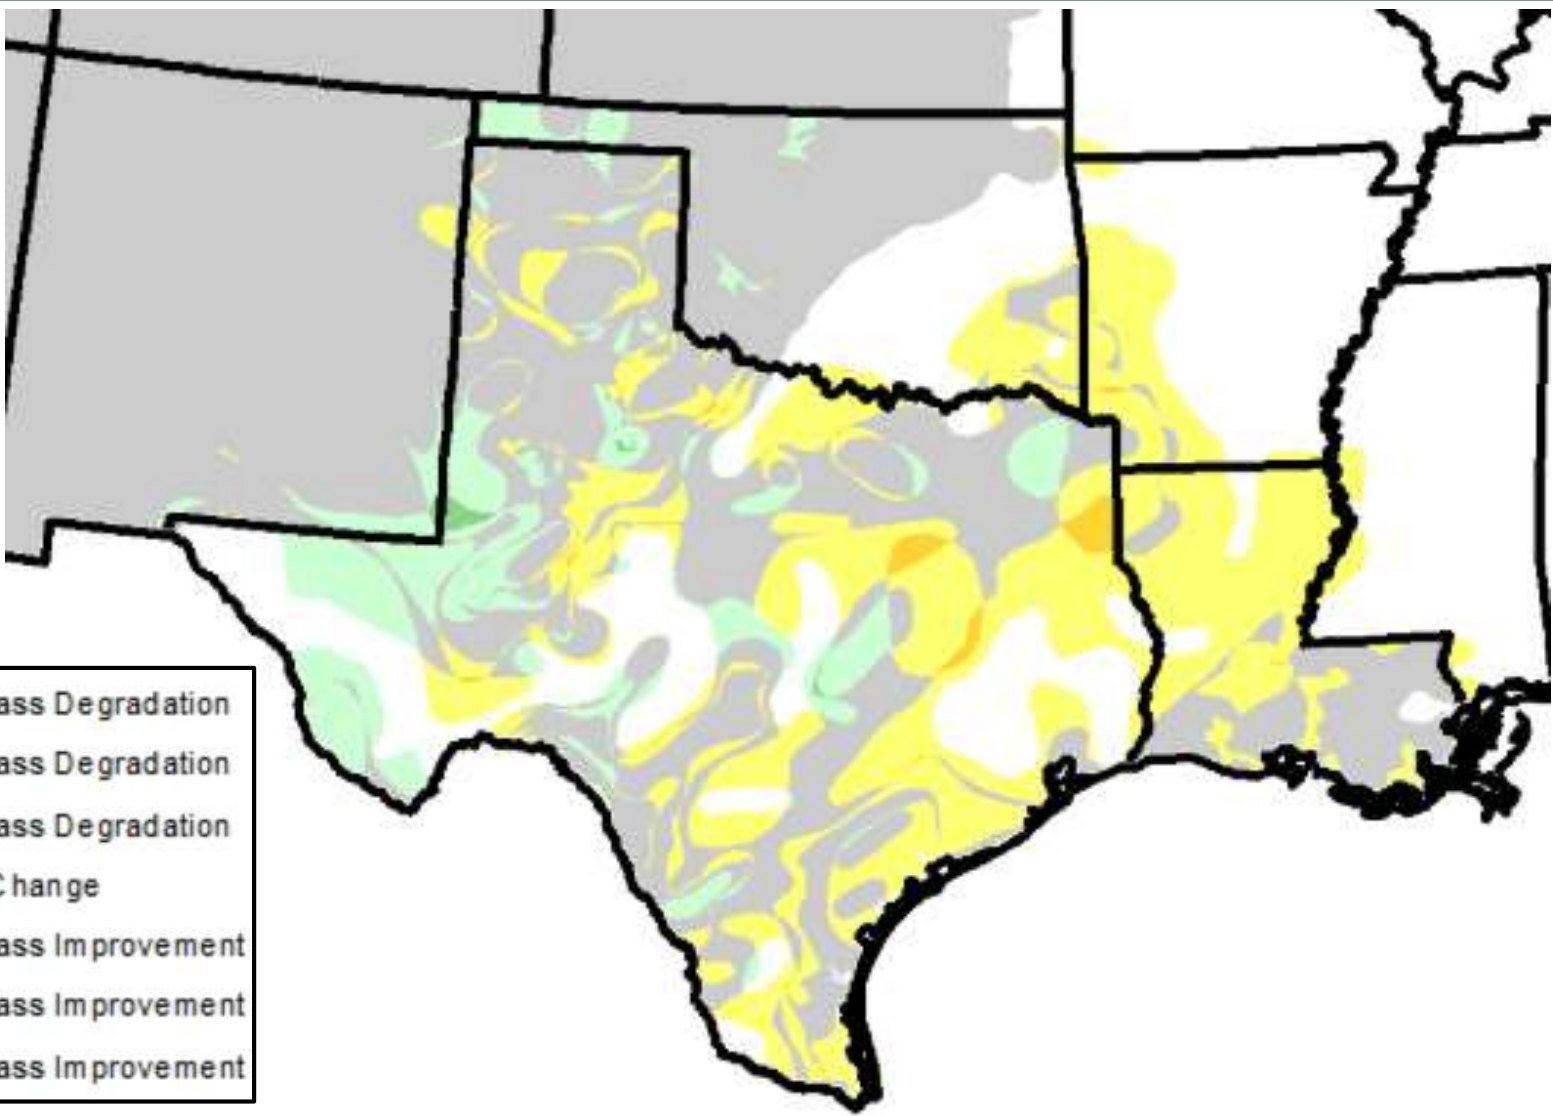 ass Degradation
ass Degradation
ass Degradation
Change
ass Improvement
ass Improvement
ass Improvement